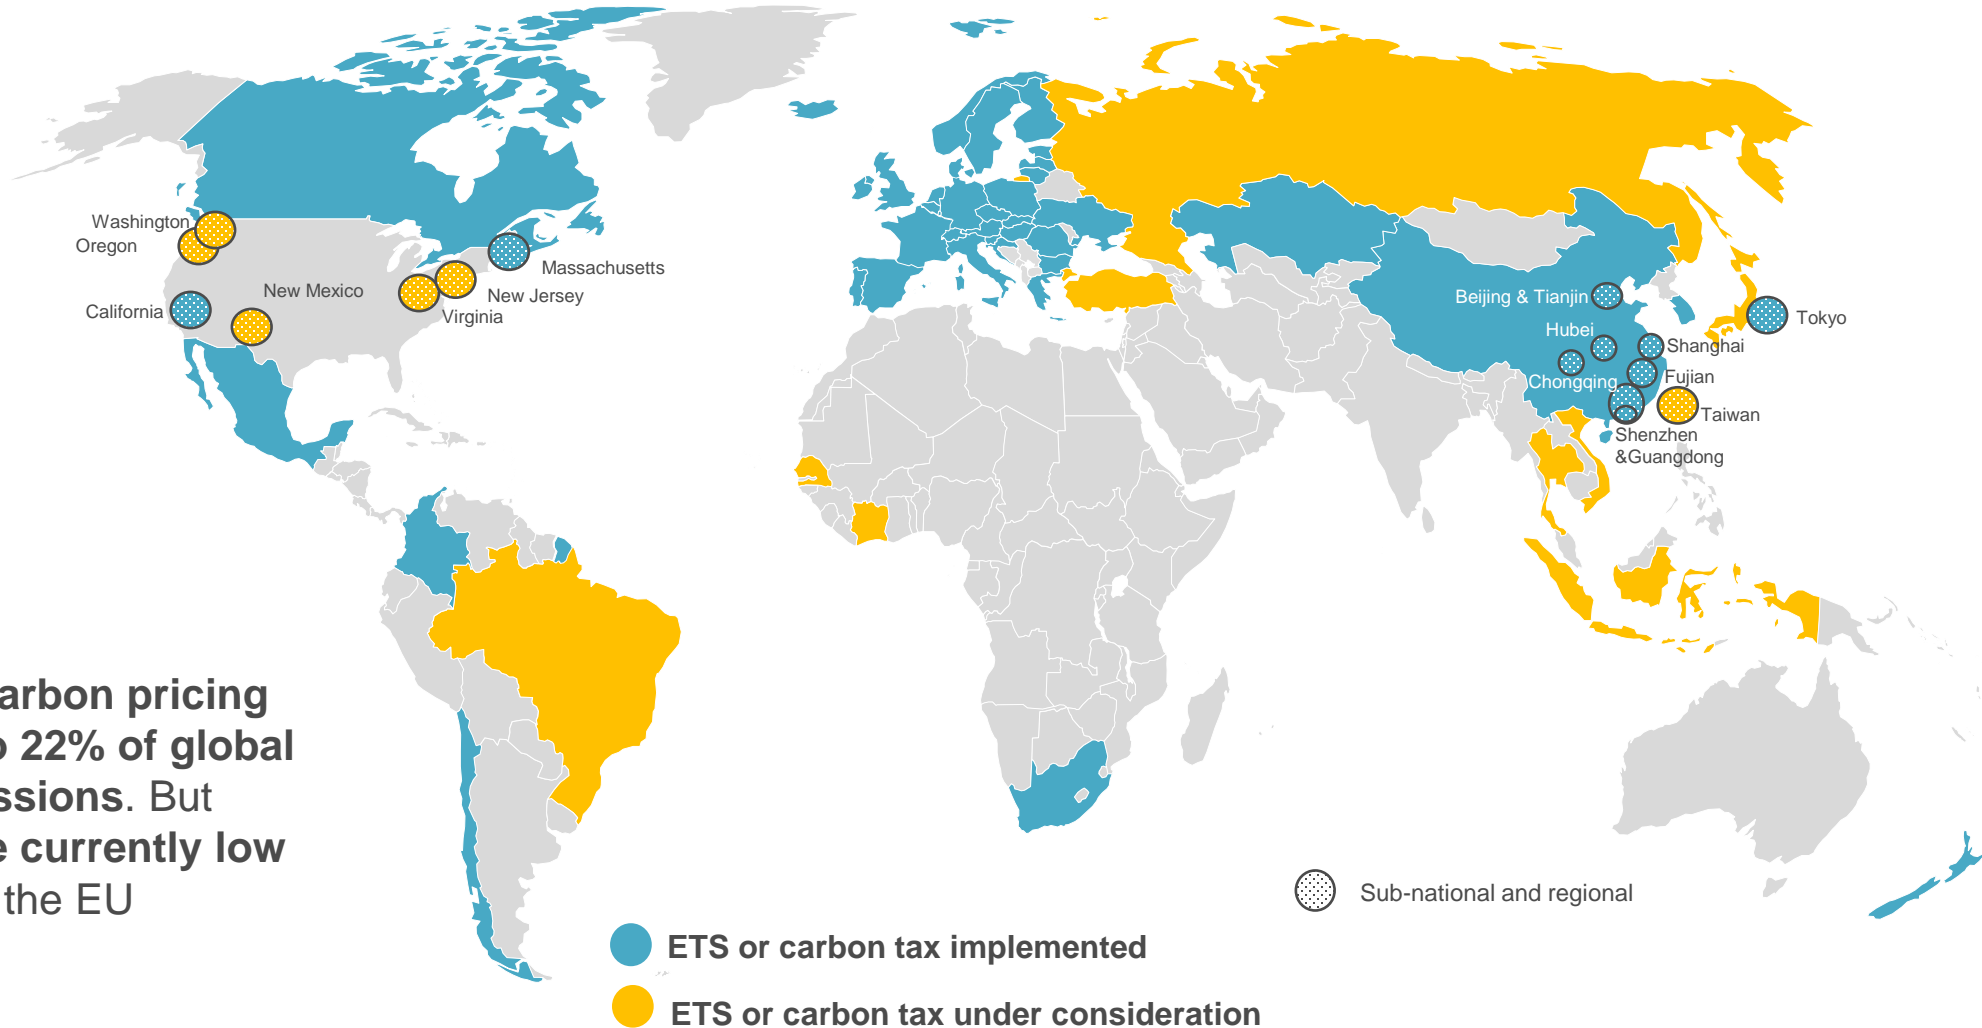 Washington
Oregon
California
New Mexico
Massachusetts
New Jersey
Virginia
Beijing & Tianjin
Hubei
Chongqing
Shanghai
Fujian
Taiwan
Shenzhen
&Guangdong
Tokyo
carbon pricing
22% of global
But
currently low
the EU
Sub-national and regional
ETS or carbon tax implemented
ETS or carbon tax under consideration